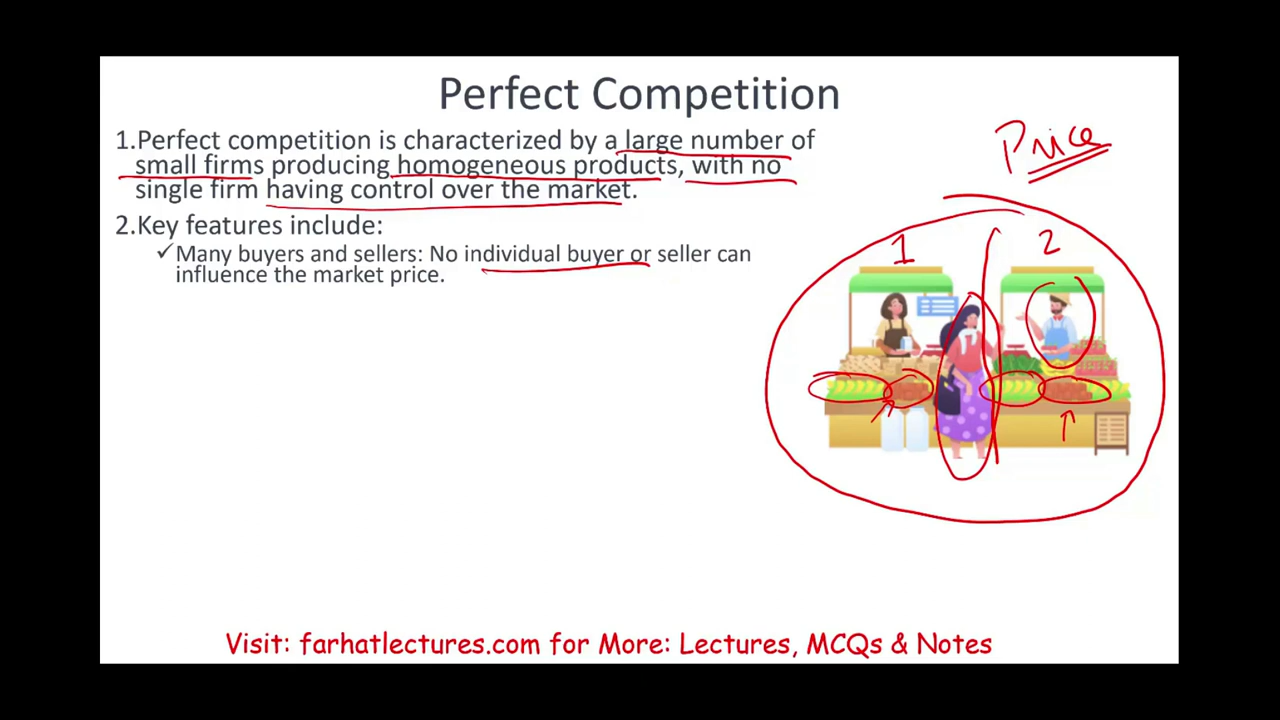 Perfect Competition
1.Perfect competition is characterized by a large number of
small firms producing homogeneous products, with no
single firm having control over the market.
2.Key features include:
✓Many buyers and sellers: No individual buyer or seller can
influence the market price.
Price
1
2
Visit: farhatlectures.com for More: Lectures, MCQs & Notes